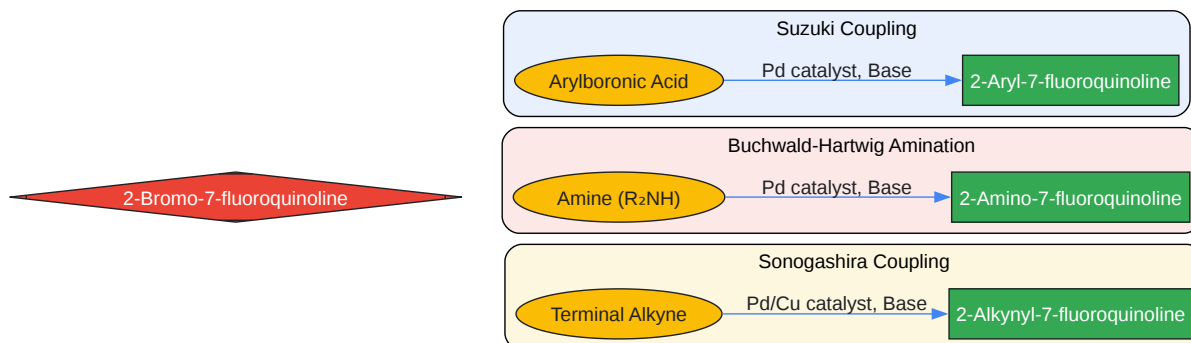 Suzuki Coupling
Arylboronic Acid
Pd catalyst, Base
2-Aryl-7-fluoroquinoline
Buchwald-Hartwig Amination
2-Bromo-7-fluoroquinoline
Amine (R₂NH)
Pd catalyst, Base
2-Amino-7-fluoroquinoline
Sonogashira Coupling
Terminal Alkyne
Pd/Cu catalyst, Base
2-Alkynyl-7-fluoroquinoline